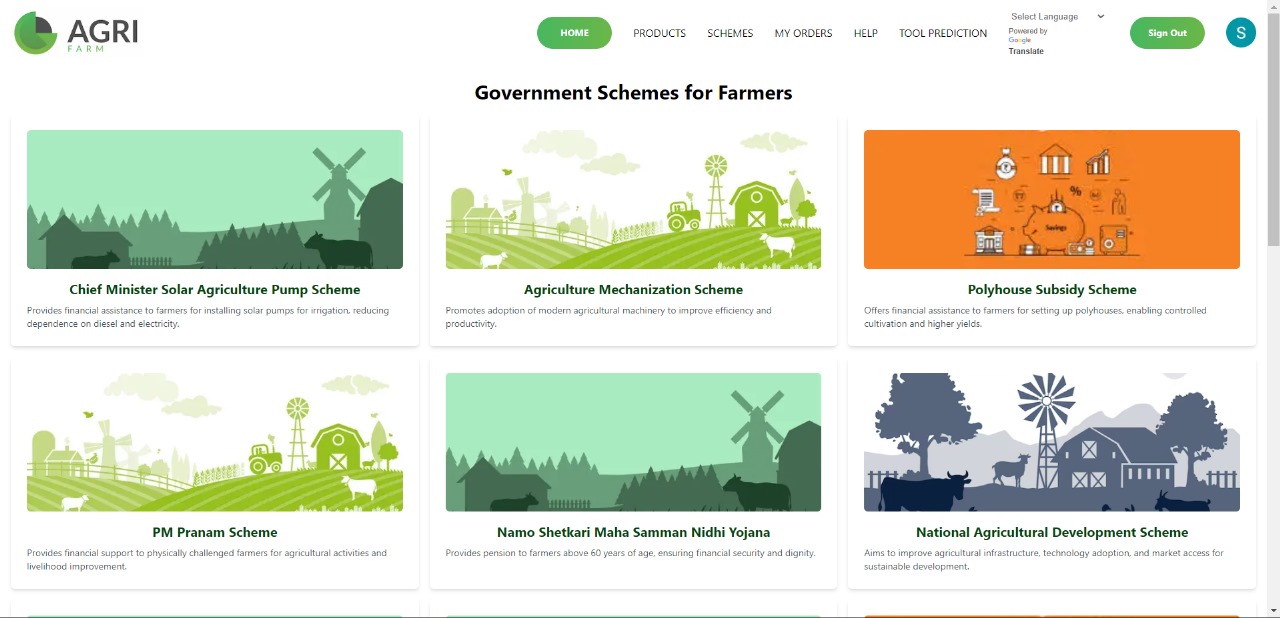 AGRI
FARM
HOME
PRODUCTS
SCHEMES
MY ORDERS
HELP
TOOL PREDICTION
Select Language
Powered by
Google
Translate
Sign Out
S
Government Schemes for Farmers
%
Savings
Chief Minister Solar Agriculture Pump Scheme
Provides financial assistance to farmers for installing solar pumps for irrigation, reducing
dependence on diesel and electricity.
Agriculture Mechanization Scheme
Promotes adoption of modern agricultural machinery to improve efficiency and
productivity.
Polyhouse Subsidy Scheme
Offers financial assistance to farmers for setting up polyhouses, enabling controlled
cultivation and higher yields.
PM Pranam Scheme
Provides financial support to physically challenged farmers for agricultural activities and
livelihood improvement.
Namo Shetkari Maha Samman Nidhi Yojana
Provides pension to farmers above 60 years of age, ensuring financial security and dignity.
National Agricultural Development Scheme
Aims to improve agricultural infrastructure, technology adoption, and market access for
sustainable development.